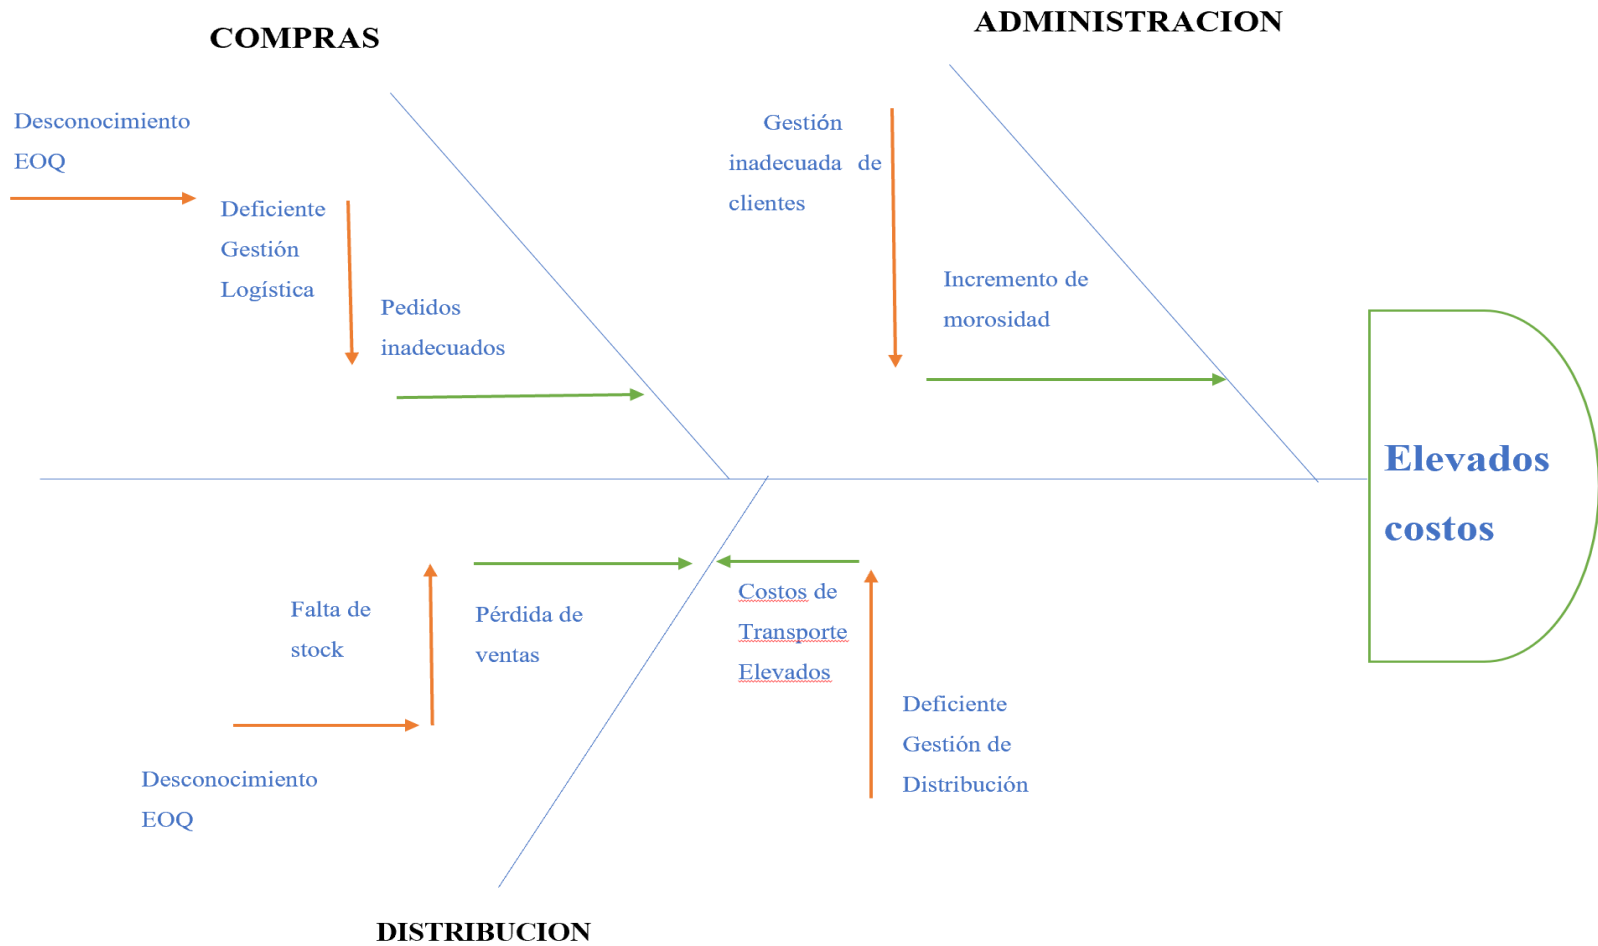 COMPRAS
ADMINISTRACION
Desconocimiento
EOQ
Deficiente
Gestión
Logística
Pedidos
inadecuados
Gestión
inadecuada de
clientes
Incremento de
morosidad
Elevados
costos
Falta de
stock
Pérdida de
ventas
Costos de
Transporte
Elevados
Deficiente
Gestión de
Distribución
Desconocimiento
EOQ
DISTRIBUCION